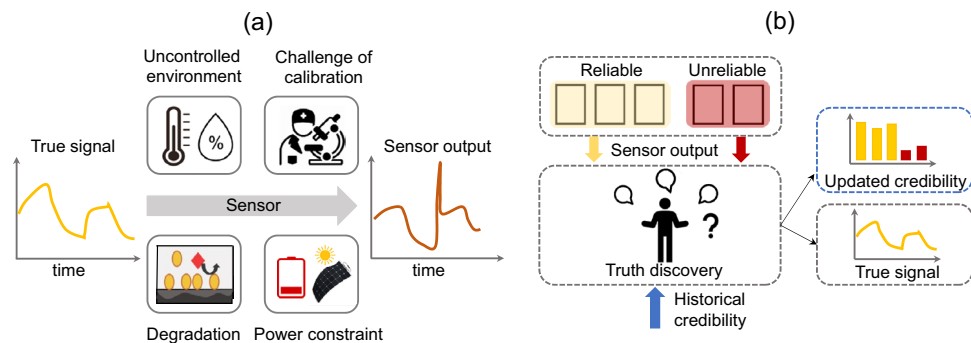 (a)
Uncontrolled
environment
Challenge of
calibration
%
True signal
Sensor output
Sensor
time
time
Degradation
Power constraint
(b)
Reliable
Unreliable
Sensor output
?
Truth discovery
Historical
credibility
Updated credibility
True signal